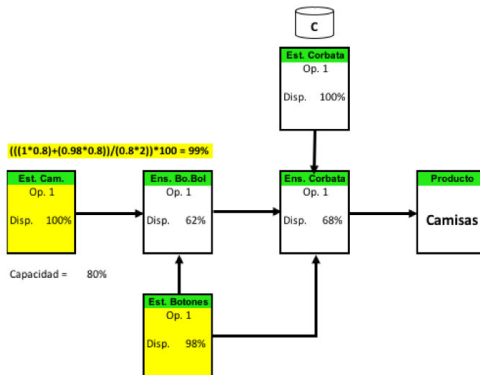 C
Est. Corbata
Op. 1
Disp. 100%
(((1*0.8)+(0.98*0.8))/(0.8*2))*100 = 99%
Est. Cam.
Op. 1
Disp. 100%
Ens. Bo.Bol
Op. 1
Disp. 62%
Ens. Corbata
Op. 1
Disp. 68%
Producto
Camisas
Capacidad = 80%
Est. Botones
Op. 1
Disp. 98%